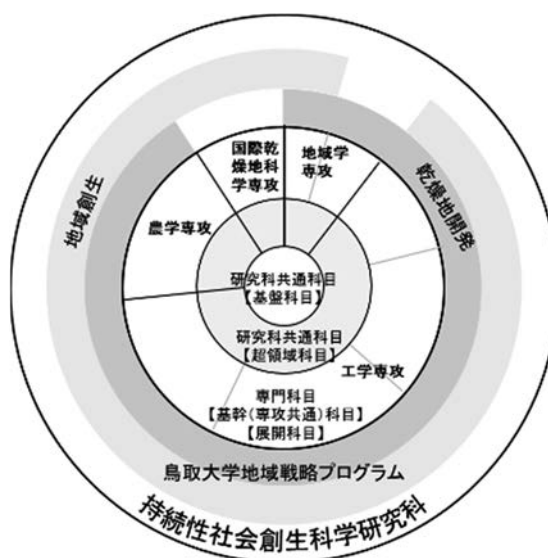 国際乾
燥地科
学専攻
地域学
専攻
地域創生
乾燥地開発
農学専攻
研究科共通科目
【基盤科目】
研究科共通科目
【超領域科目】
工学専攻
専門科目
【基幹(専攻共通)科目】
【展開科目】
鳥取大学地域戦略プログラム
持続性社会創生科学研究科